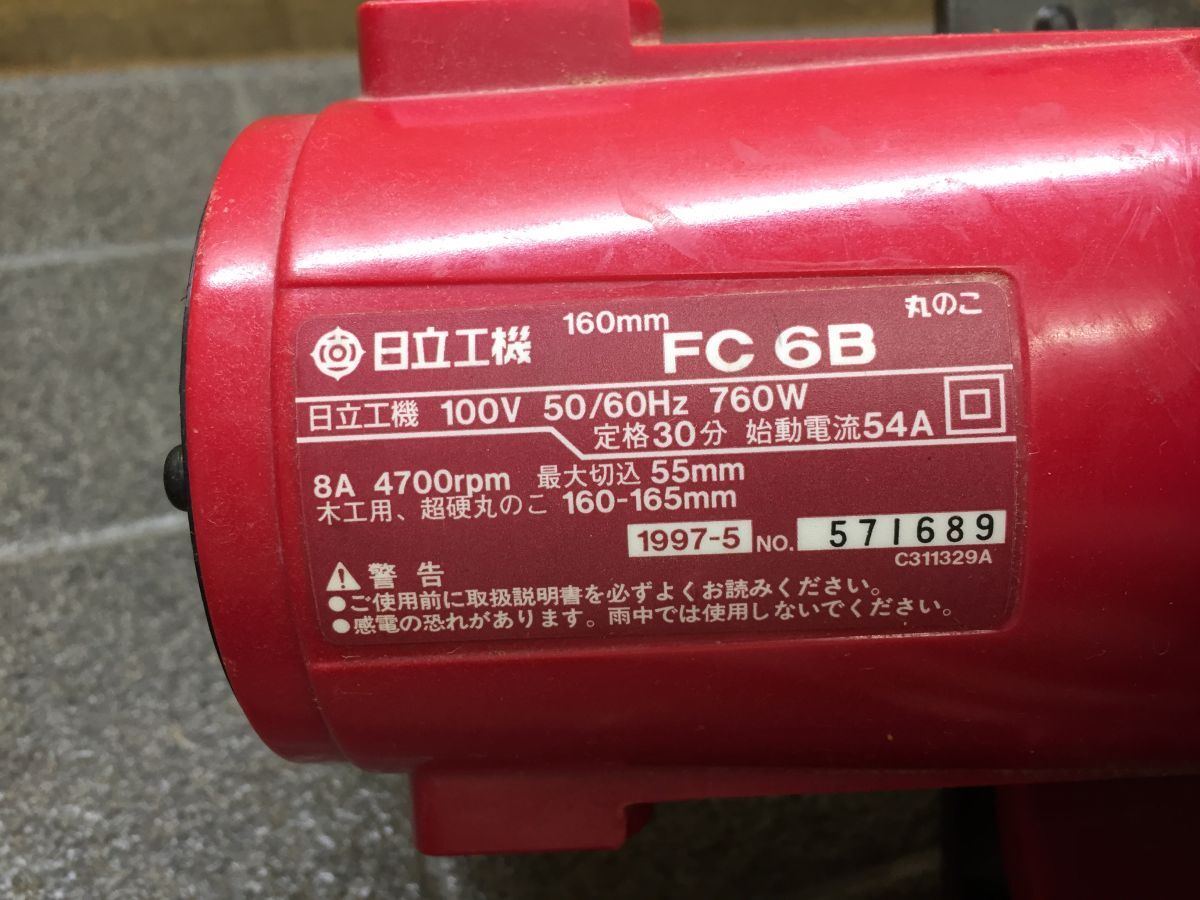 日立工機 160mm FC 6B 丸のこ
日立工機 100V 50/60Hz 760W
定格30分 始動電流54A
8A 4700rpm 最大切込 55mm
木工用、超硬丸のこ 160-165mm
1997-5 NO. 571689
C311329A
警告
●ご使用前に取扱説明書を必ずよくお読みください。
●感電の恐れがあります。雨中では使用しないでください。